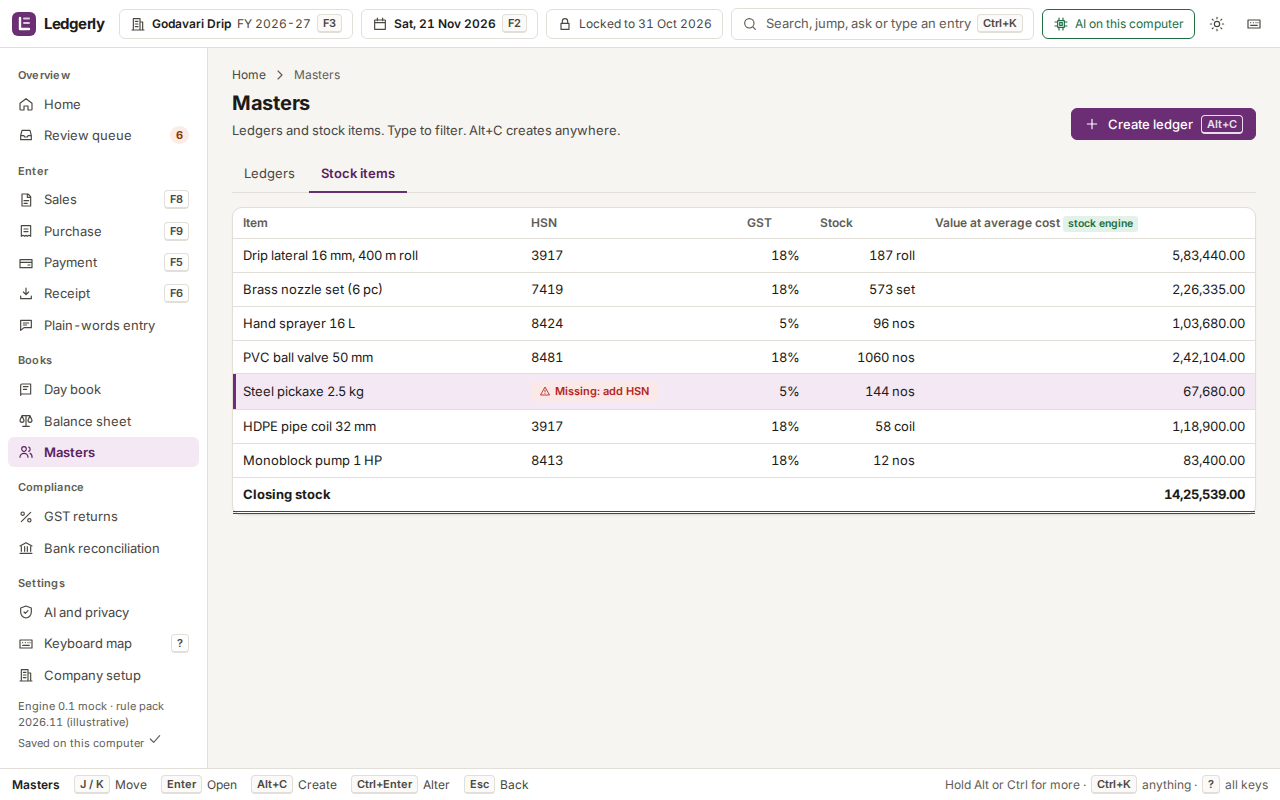 Ledgerly
Godavari Drip FY 2026-27 F3
Sat, 21 Nov 2026 F2
Locked to 31 Oct 2026
Search, jump, ask or type an entry Ctrl+K
AI on this computer
Overview
Home
Review queue 6
Enter
Sales F8
Purchase F9
Payment F5
Receipt F6
Plain-words entry
Books
Day book
Balance sheet
Masters
Compliance
GST returns
Bank reconciliation
Settings
AI and privacy
Keyboard map ?
Company setup
Engine 0.1 mock · rule pack
2026.11 (illustrative)
Saved on this computer
Home > Masters
Masters
Ledgers and stock items. Type to filter. Alt+C creates anywhere.
+ Create ledger Alt+C
Ledgers Stock items
Item HSN GST Stock Value at average cost stock engine
Drip lateral 16 mm, 400 m roll 3917 18% 187 roll 5,83,440.00
Brass nozzle set (6 pc) 7419 18% 573 set 2,26,335.00
Hand sprayer 16 L 8424 5% 96 nos 1,03,680.00
PVC ball valve 50 mm 8481 18% 1060 nos 2,42,104.00
Steel pickaxe 2.5 kg Missing: add HSN 5% 144 nos 67,680.00
HDPE pipe coil 32 mm 3917 18% 58 coil 1,18,900.00
Monoblock pump 1 HP 8413 18% 12 nos 83,400.00
Closing stock 14,25,539.00
Masters J / K Move Enter Open Alt+C Create Ctrl+Enter Alter Esc Back
Hold Alt or Ctrl for more · Ctrl+K anything · ? all keys